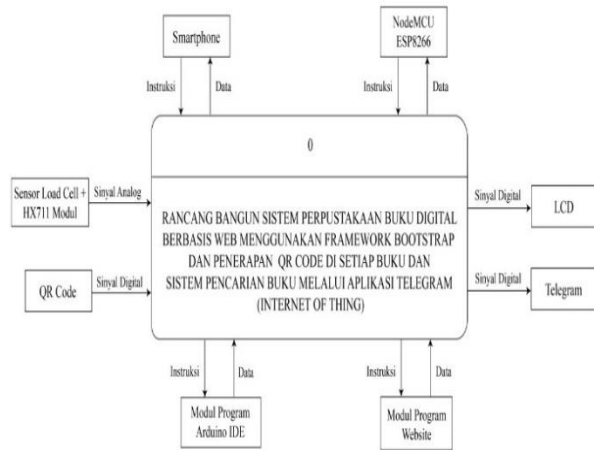 Smartphone
NodeMCU
ESP8266
Instruksi
Data
Instruksi
Data
0
Sensor Load Cell +
HX711 Modul
Sinyal Analog
RANCANG BANGUN SISTEM PERPUSTAKAAN BUKU DIGITAL
BERBASIS WEB MENGGUNAKAN FRAMEWORK BOOTSTRAP
DAN PENERAPAN QR CODE DI SETIAP BUKU DAN
SISTEM PENCARIAN BUKU MELALUI APLIKASI TELEGRAM
(INTERNET OF THING)
Sinyal Digital
LCD
QR Code
Sinyal Digital
Sinyal Digital
Telegram
Instruksi
Data
Instruksi
Data
Modul Program
Arduino IDE
Modul Program
Website